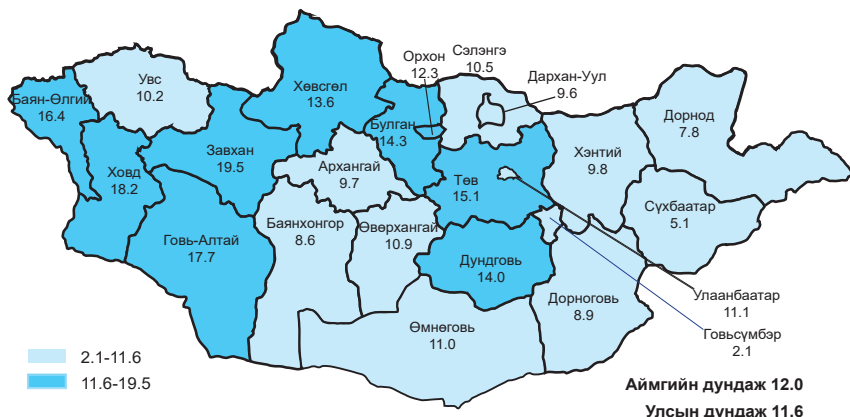 Орхон
12.3
Сэлэнгэ
10.5
Увс
10.2
Хөвсгөл
13.6
Дархан-Уул
9.6
Баян-Өлгий
16.4
Дорнод
7.8
Булган
14.3
Завхан
19.5
Хэнтий
9.8
Архангай
9.7
Ховд
18.2
Төв
15.1
Сүхбаатар
5.1
Баянхонгор
8.6
Өвөрхангай
10.9
Говь-Алтай
17.7
Дундговь
14.0
Дорноговь
8.9
Улаанбаатар
11.1
Өмнөговь
11.0
Говьсүмбэр
2.1
2.1-11.6
11.6-19.5
Аймгийн дундаж 12.0
Улсын дундаж 11.6